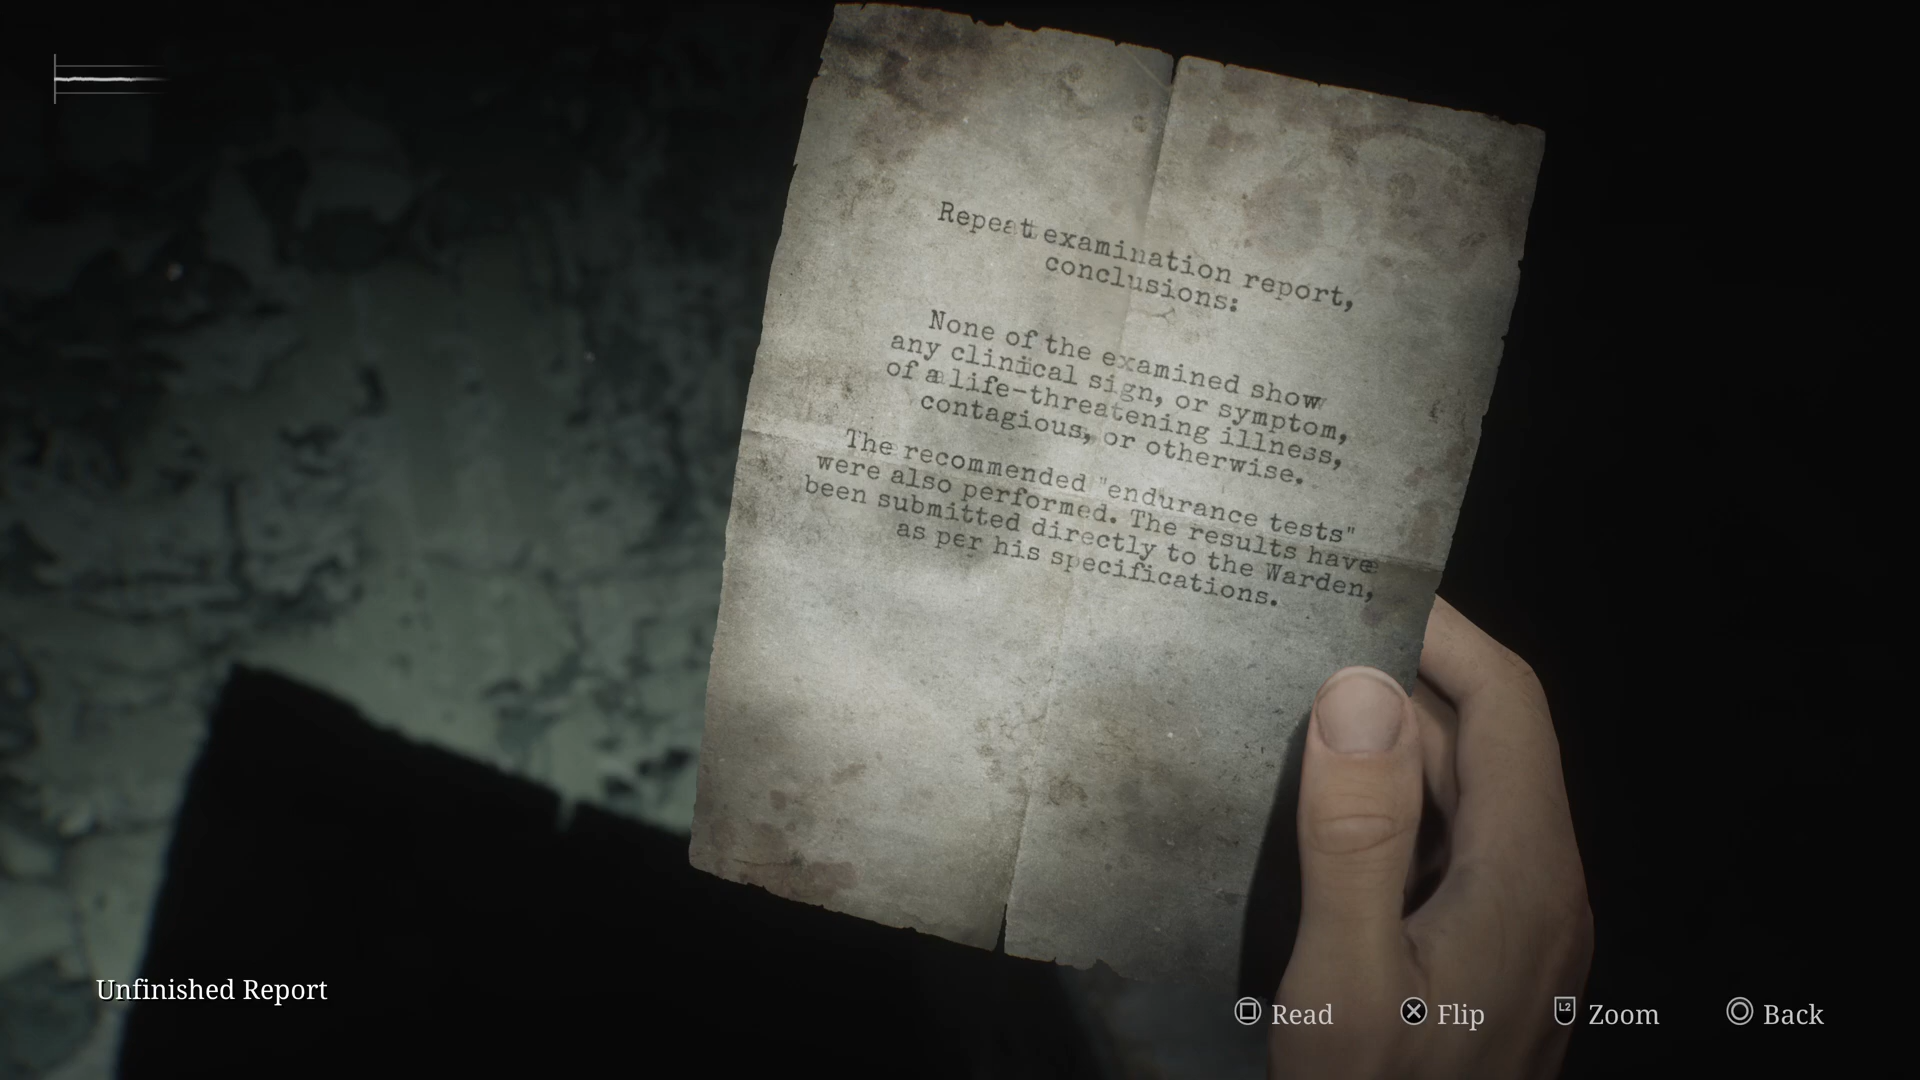 Repeat examination report,
conclusions:
None of the examined show
any clinical sign, or symptom,
of a life-threatening illness,
contagious, or otherwise.
The recommended "endurance tests"
were also performed. The results have
been submitted directly to the Warden,
as per his specifications.
Unfinished Report
Read
Flip
L2 Zoom
Back